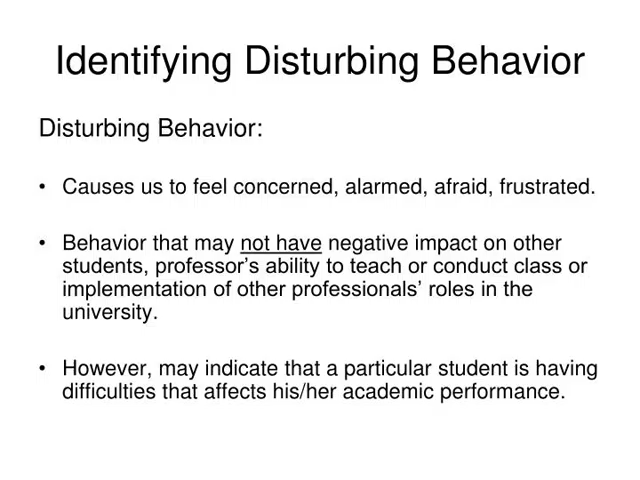 Identifying Disturbing Behavior
Disturbing Behavior:
• Causes us to feel concerned, alarmed, afraid, frustrated.
• Behavior that may not have negative impact on other
students, professor’s ability to teach or conduct class or
implementation of other professionals’ roles in the
university.
• However, may indicate that a particular student is having
difficulties that affects his/her academic performance.